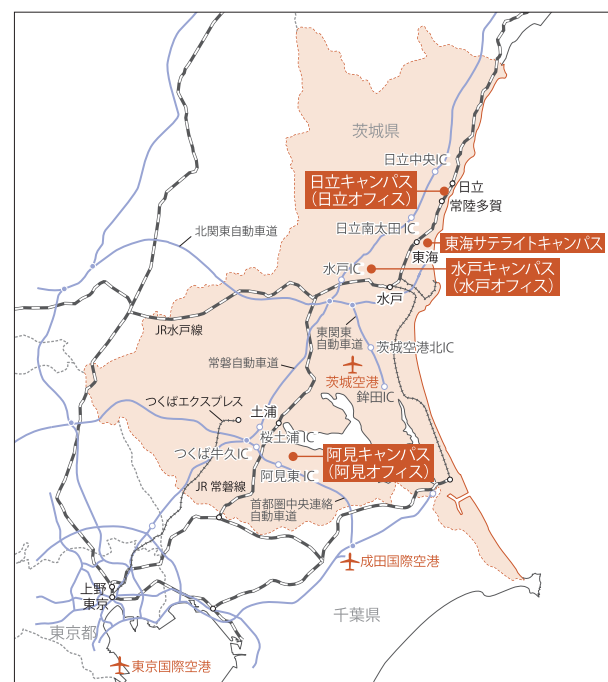 茨城県
日立中央IC
日立キャンパス
（日立オフィス）
日立
常陸多賀
日立南太田IC
北関東自動車道
東海サテライトキャンパス
東海
水戸IC
水戸キャンパス
（水戸オフィス）
水戸
JR水戸線
東関東
自動車道
茨城空港北IC
常磐自動車道
茨城空港
鉾田IC
つくばエクスプレス
土浦
桜土浦IC
つくば牛久IC
阿見キャンパス
（阿見オフィス）
阿見東IC
JR 常磐線
首都圏中央連絡
自動車道
成田国際空港
上野
東京
千葉県
東京都
東京国際空港